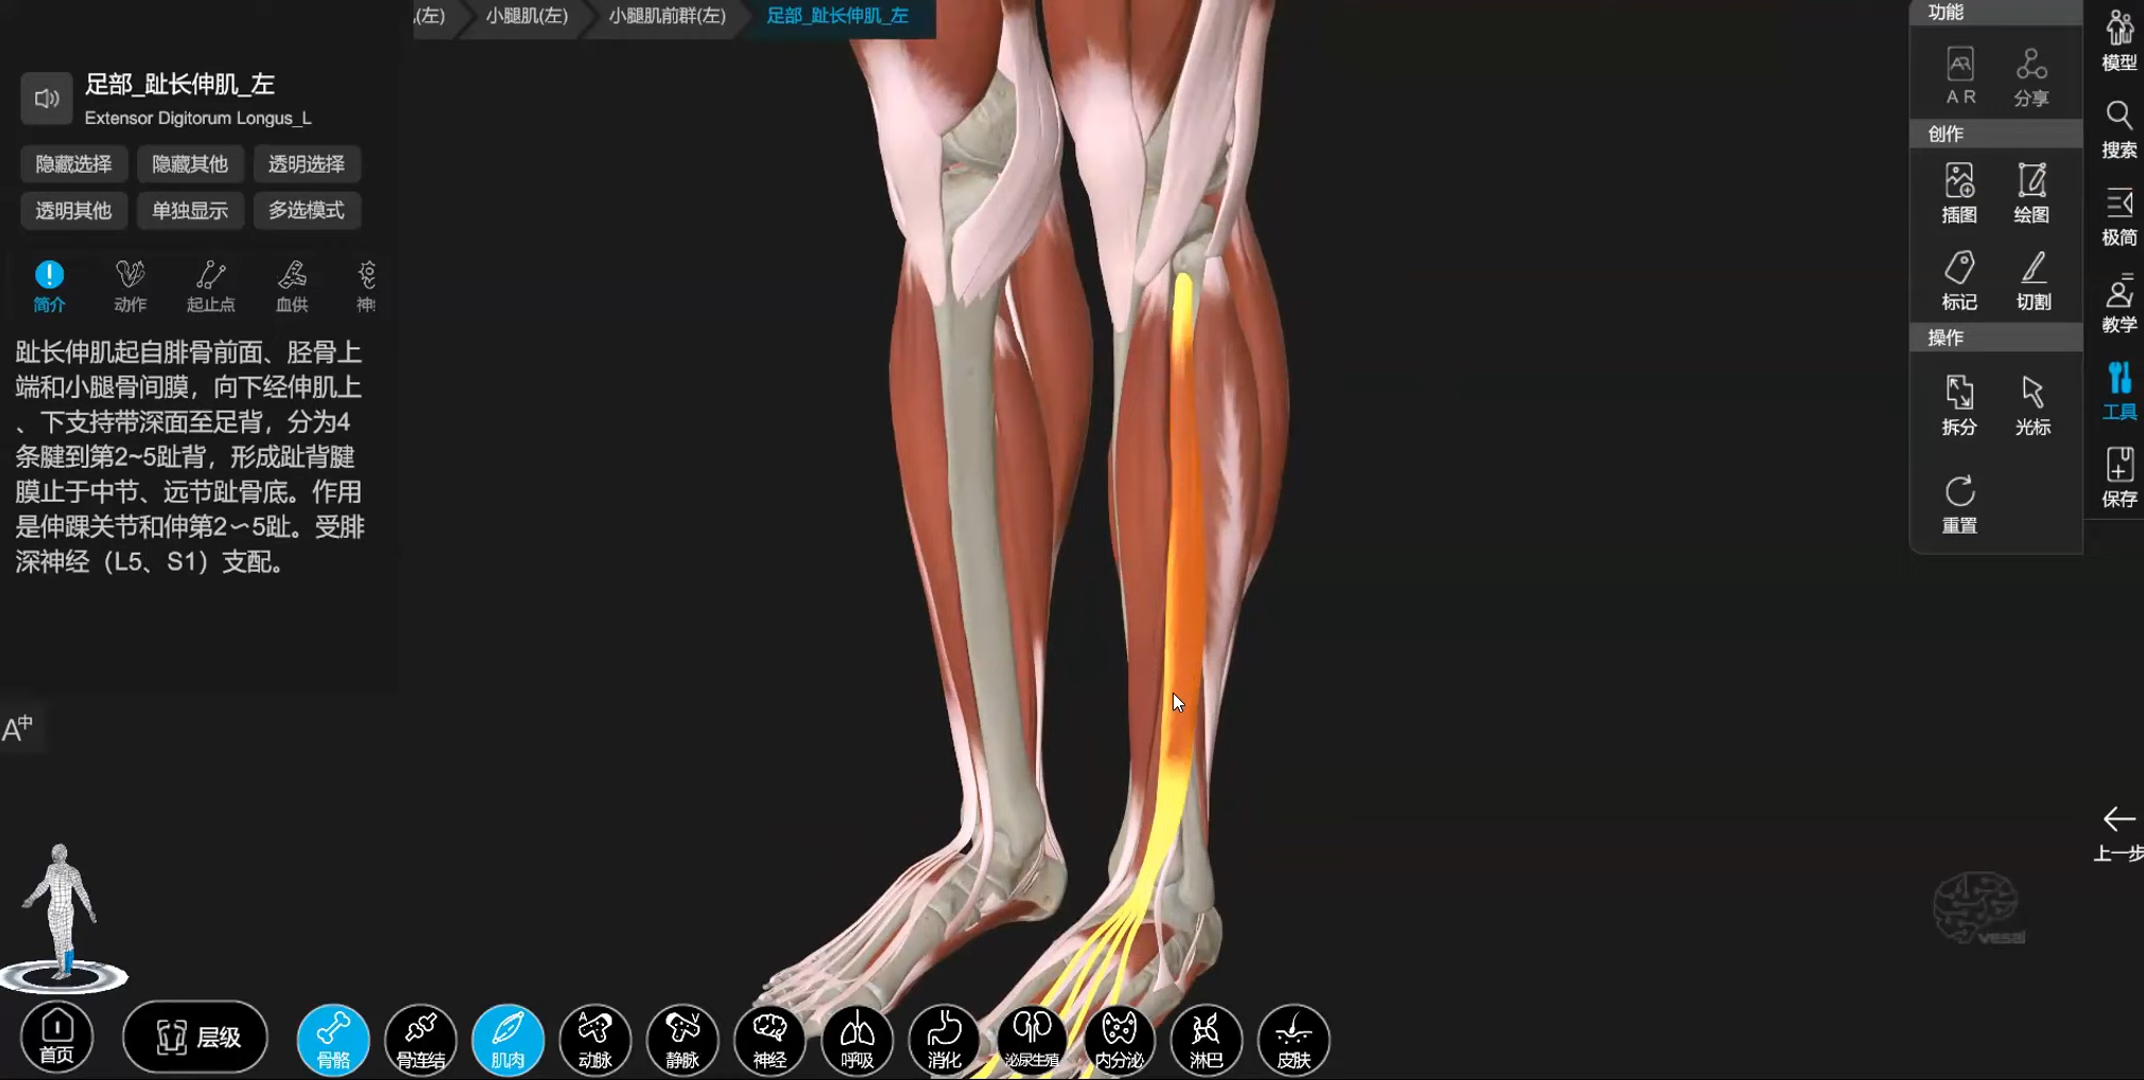 (左)
小腿肌(左)
小腿肌前群(左)
足部_趾长伸肌_左
足部_趾长伸肌_左
Extensor Digitorum Longus_L
隐藏选择
隐藏其他
透明选择
透明其他
单独显示
多选模式
简介
动作
起止点
血供
趾长伸肌起自腓骨前面、胫骨上
端和小腿骨间膜，向下经伸肌上
、下支持带深面至足背，分为4
条腱到第2~5趾背，形成趾背腱
膜止于中节、远节趾骨底。作用
是伸踝关节和伸第2∽5趾。受腓
深神经（L5、S1）支配。
A中
功能
AR
分享
创作
插图
绘图
标记
切割
操作
拆分
光标
重置
模型
搜索
极简
教学
工具
保存
上一步
vesal
首页
层级
骨骼
骨连结
肌肉
A
动脉
V
静脉
神经
呼吸
消化
泌尿生殖
内分泌
淋巴
皮肤